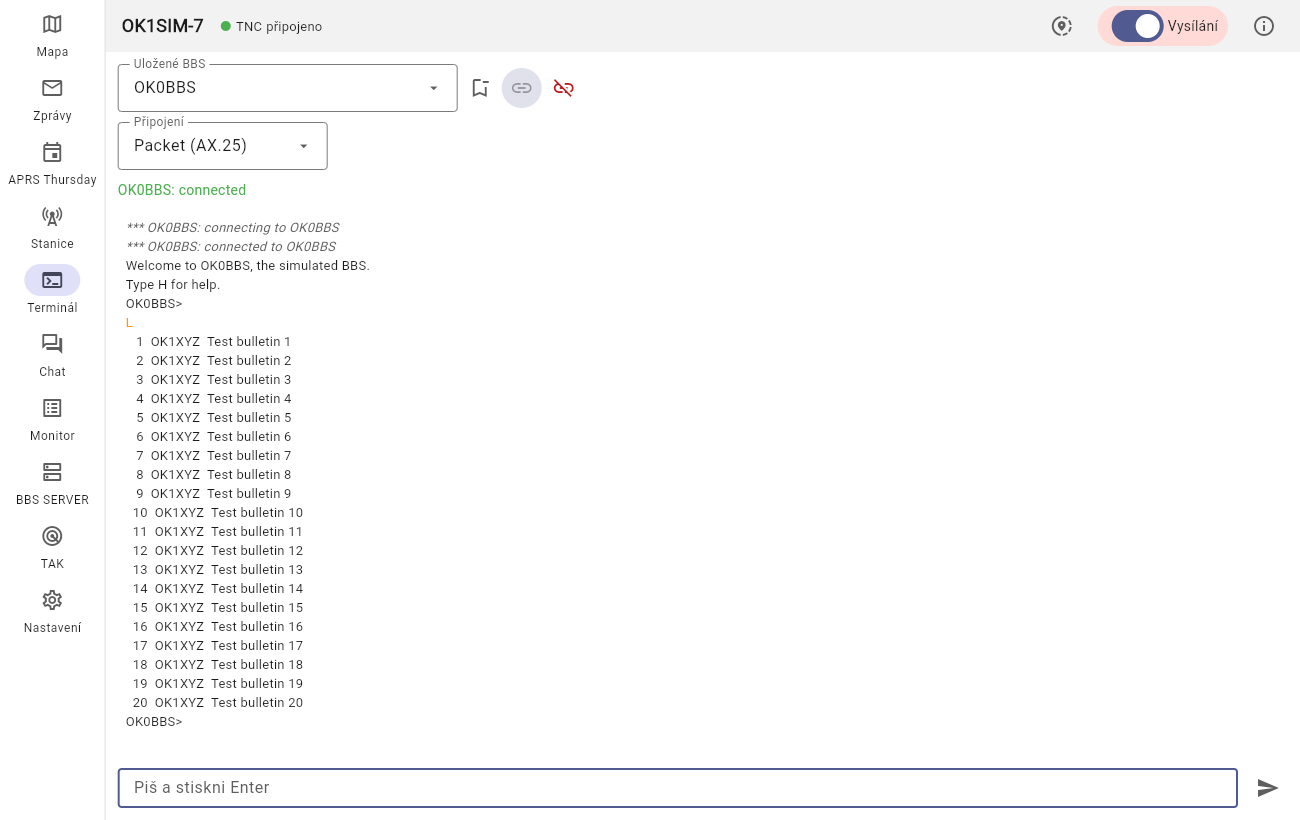 OK1SIM-7
TNC připojeno
Vysílání
Mapa
Zprávy
APRS Thursday
Stanice
Terminál
Chat
Monitor
BBS SERVER
TAK
Nastavení
Uložené BBS
OK0BBS
Připojení
Packet (AX.25)
OK0BBS: connected
*** OK0BBS: connecting to OK0BBS
*** OK0BBS: connected to OK0BBS
Welcome to OK0BBS, the simulated BBS.
Type H for help.
OK0BBS>
L
1 OK1XYZ Test bulletin 1
2 OK1XYZ Test bulletin 2
3 OK1XYZ Test bulletin 3
4 OK1XYZ Test bulletin 4
5 OK1XYZ Test bulletin 5
6 OK1XYZ Test bulletin 6
7 OK1XYZ Test bulletin 7
8 OK1XYZ Test bulletin 8
9 OK1XYZ Test bulletin 9
10 OK1XYZ Test bulletin 10
11 OK1XYZ Test bulletin 11
12 OK1XYZ Test bulletin 12
13 OK1XYZ Test bulletin 13
14 OK1XYZ Test bulletin 14
15 OK1XYZ Test bulletin 15
16 OK1XYZ Test bulletin 16
17 OK1XYZ Test bulletin 17
18 OK1XYZ Test bulletin 18
19 OK1XYZ Test bulletin 19
20 OK1XYZ Test bulletin 20
OK0BBS>
Piš a stiskni Enter